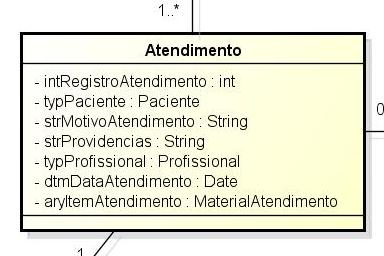 1..*
Atendimento
- intRegistroAtendimento : int
- typPaciente : Paciente
- strMotivoAtendimento : String
- strProvidencias : String
- typProfissional : Profissional
- dtmDataAtendimento : Date
- aryItemAtendimento : MaterialAtendimento
0
1